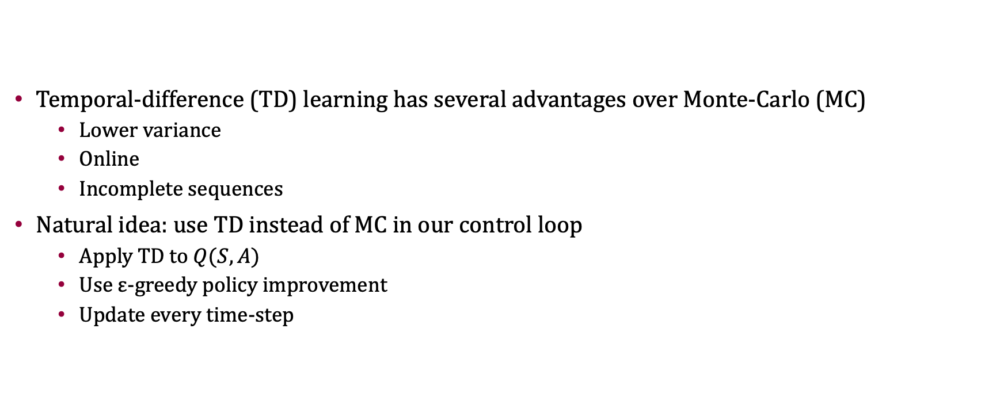 • Temporal-difference (TD) learning has several advantages over Monte-Carlo (MC)
• Lower variance
• Online
• Incomplete sequences
• Natural idea: use TD instead of MC in our control loop
• Apply TD to Q(S, A)
• Use ε-greedy policy improvement
• Update every time-step